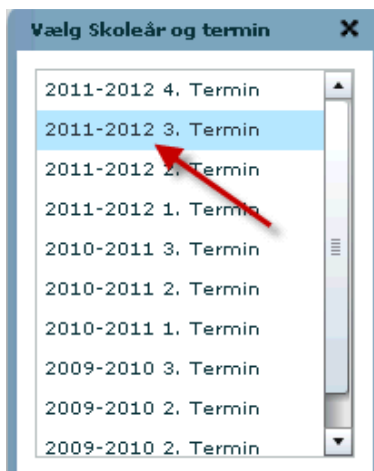 Vælg Skoleår og termin
2011-2012 4. Termin
2011-2012 3. Termin
2011-2012 2. Termin
2011-2012 1. Termin
2010-2011 3. Termin
2010-2011 2. Termin
2010-2011 1. Termin
2009-2010 3. Termin
2009-2010 2. Termin
2009-2010 2. Termin